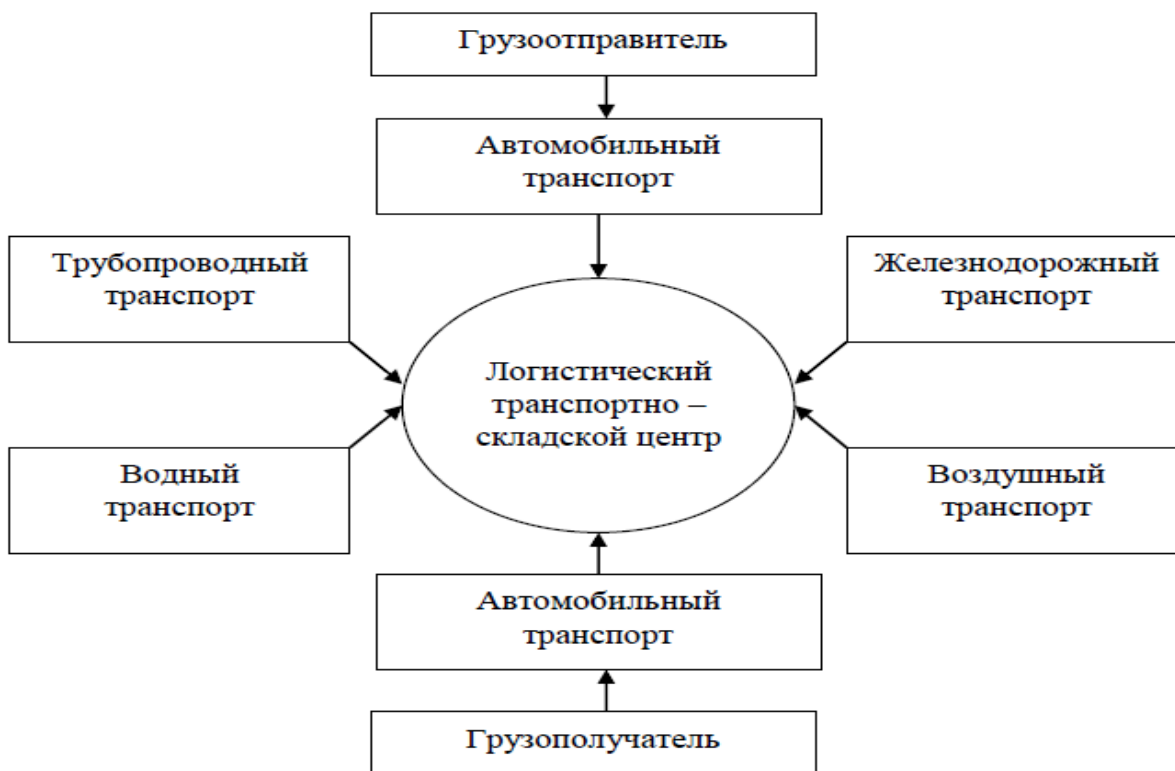 Грузоотправитель
Автомобильный
транспорт
Трубопроводный
транспорт
Железнодорожный
транспорт
Логистический
транспортно –
складской центр
Водный
транспорт
Воздушный
транспорт
Автомобильный
транспорт
Грузополучатель